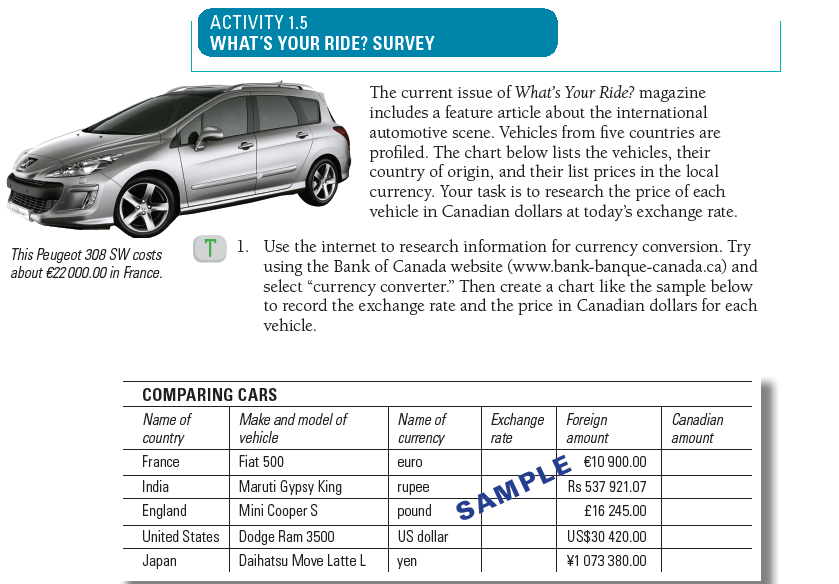 ACTIVITY 1.5
WHAT'S YOUR RIDE? SURVEY
The current issue of What's Your Ride? magazine
includes a feature article about the international
automotive scene. Vehicles from five countries are
profiled. The chart below lists the vehicles, their
country of origin, and their list prices in the local
currency. Your task is to research the price of each
vehicle in Canadian dollars at today's exchange rate.
This Peugeot 308 SW costs
about €22 000.00 in France.
T
1. Use the internet to research information for currency conversion. Try
using the Bank of Canada website (www.bank-banque-canada.ca) and
select “currency converter.” Then create a chart like the sample below
to record the exchange rate and the price in Canadian dollars for each
vehicle.
COMPARING CARS
Name of country Make and model of vehicle Name of currency Exchange rate Foreign amount Canadian amount
France Fiat 500 euro €10 900.00
India Maruti Gypsy King rupee Rs 537 921.07
England Mini Cooper S pound £16 245.00
United States Dodge Ram 3500 US dollar US$30 420.00
Japan Daihatsu Move Latte L yen ¥1 073 380.00
SAMPLE